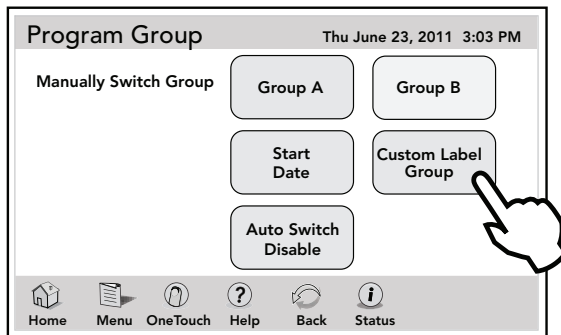 Program Group
Thu June 23, 2011 3:03 PM
Manually Switch Group
Group A
Group B
Start
Date
Custom Label
Group
Auto Switch
Disable
?
i
Home
Menu
OneTouch
Help
Back
Status